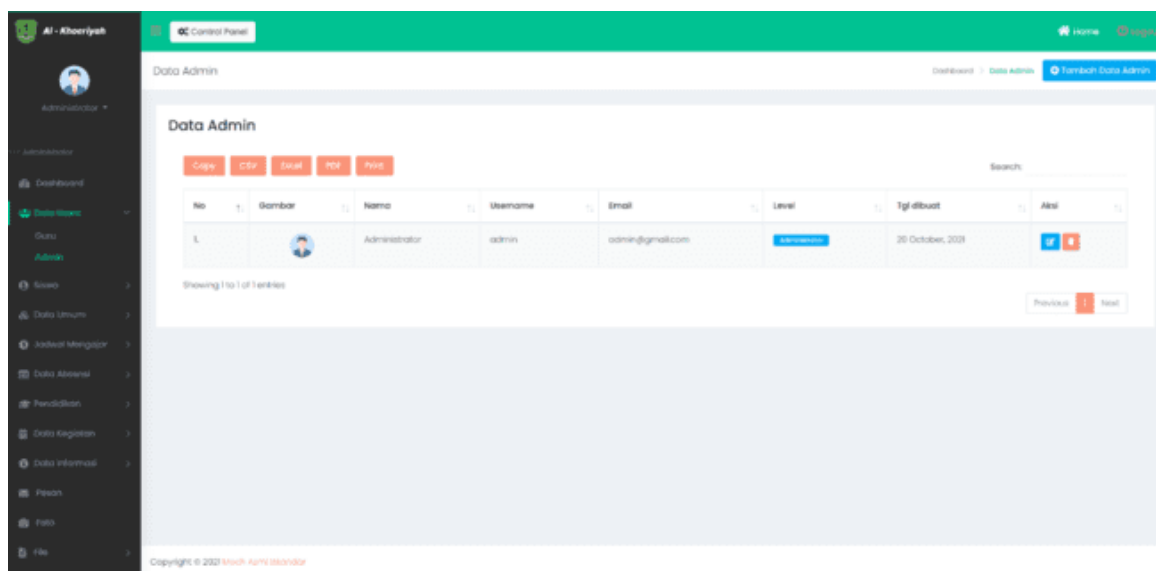 Al - Khoeriyah
Control Panel
Home
Administrator
Data Admin
Dashboard
Data Admin
Tambah Data Admin
Data Admin
Administrator
Copy CSV Excel PDF Print
Search:
Dashboard
No Gambar Nama Username Email Level Tgl dibuat Aksi
Guru
1. Administrator admin admin@gmail.com Administrator 20 October, 2021
Admin
Siswa
Showing 1 to 1 of 1 entries
Previous 1 Next
Data Umum
Jadwal Mengajar
Data Absensi
Pendidikan
Data Kegiatan
Data Informasi
Pesan
Foto
File
Copyright © 2021